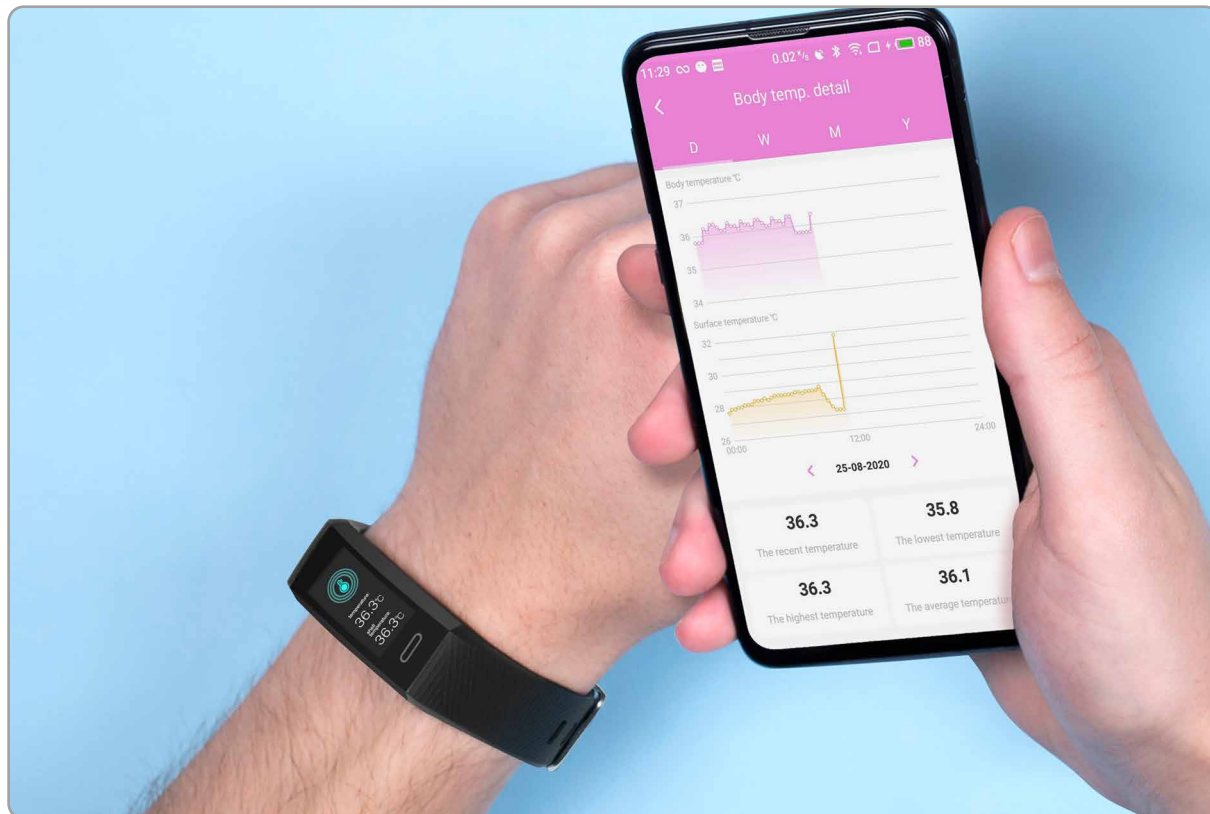 11:29
0.02 K/s
88
Body temp. detail
D W M Y
Body temperature °C
37
36
35
34
Surface temperature °C
32
30
28
26
00:00 12:00 24:00
25-08-2020
36.3
The recent temperature
35.8
The lowest temperature
36.3
The highest temperature
36.1
The average temperature
temperature:
36.3°C
temperature:
36.3°C